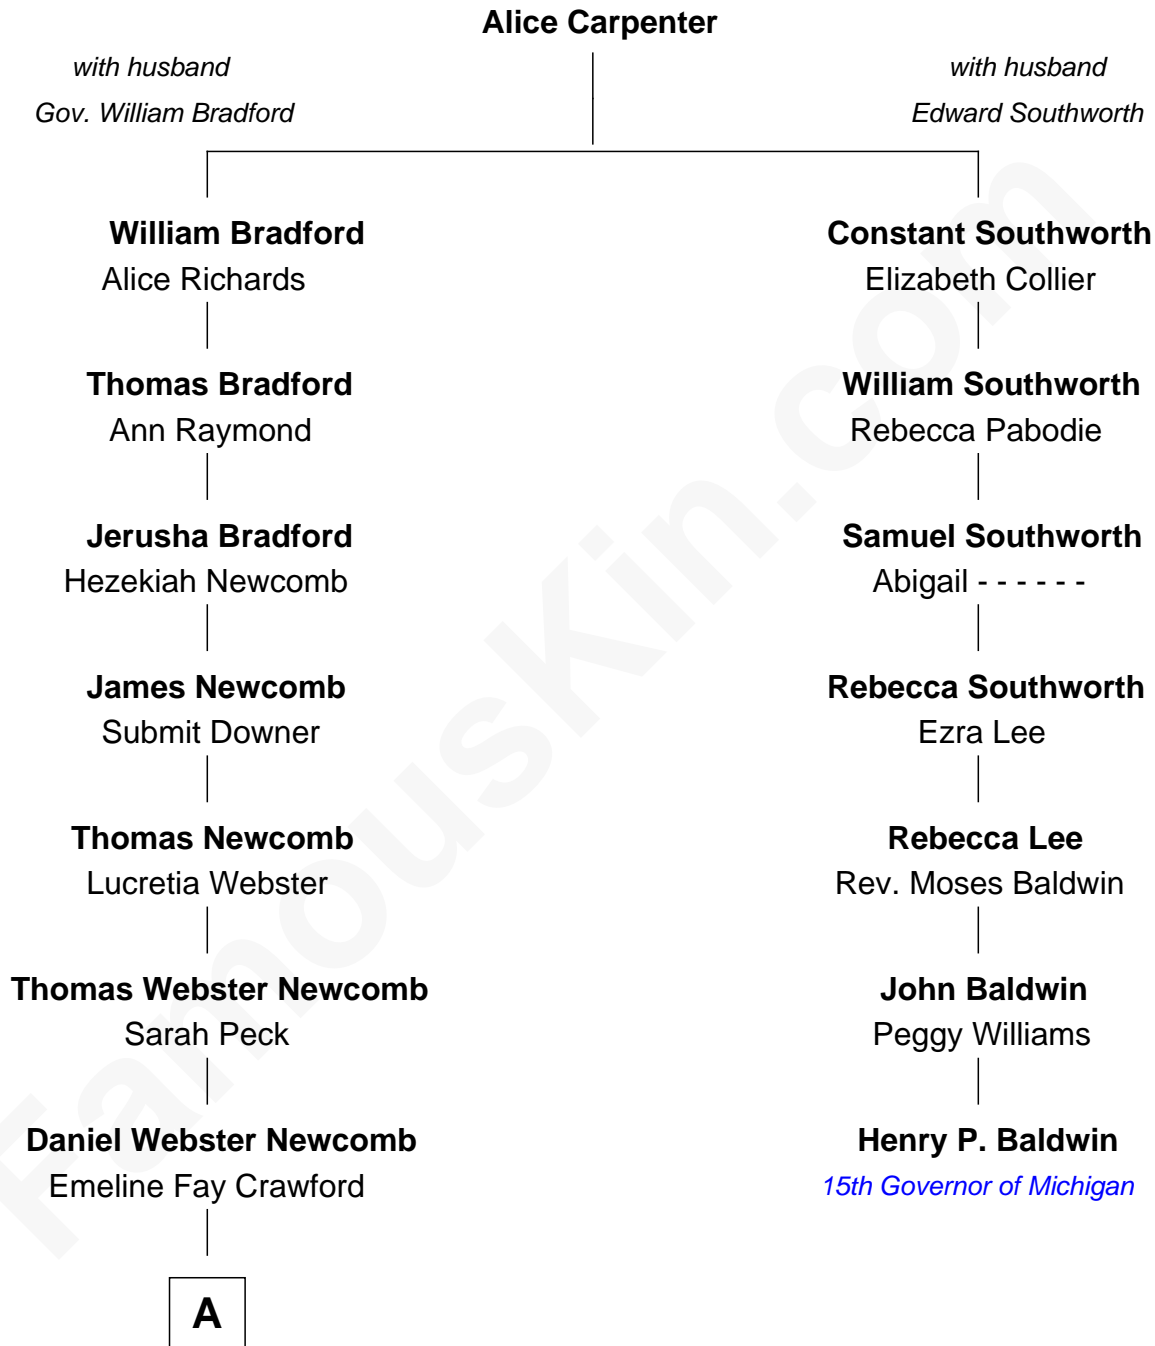 Alice Carpenter
with husband
Gov. William Bradford
with husband
Edward Southworth
William Bradford
Alice Richards
Constant Southworth
Elizabeth Collier
Thomas Bradford
Ann Raymond
William Southworth
Rebecca Pabodie
Jerusha Bradford
Hezekiah Newcomb
Samuel Southworth
Abigail - - - - - -
James Newcomb
Submit Downer
Rebecca Southworth
Ezra Lee
Thomas Newcomb
Lucretia Webster
Rebecca Lee
Rev. Moses Baldwin
Thomas Webster Newcomb
Sarah Peck
John Baldwin
Peggy Williams
Daniel Webster Newcomb
Emeline Fay Crawford
Henry P. Baldwin
15th Governor of Michigan
A
FamousKin.com